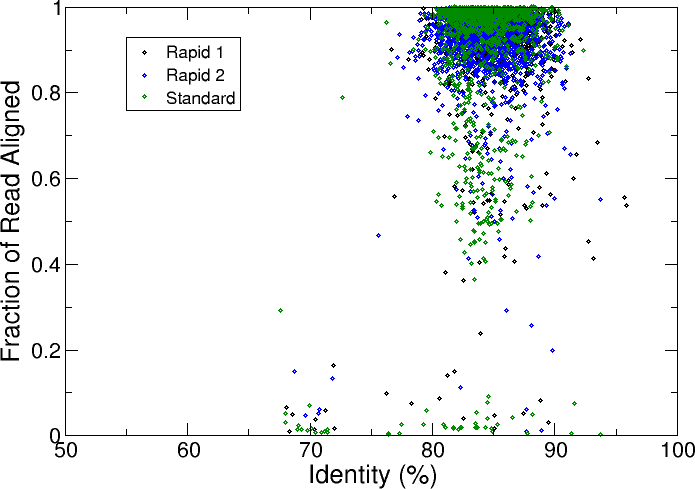 1
Rapid 1
Rapid 2
Standard
0.8
0.6
0.4
0.2
0
Fraction of Read Aligned
50
60
70
80
90
100
Identity (%)